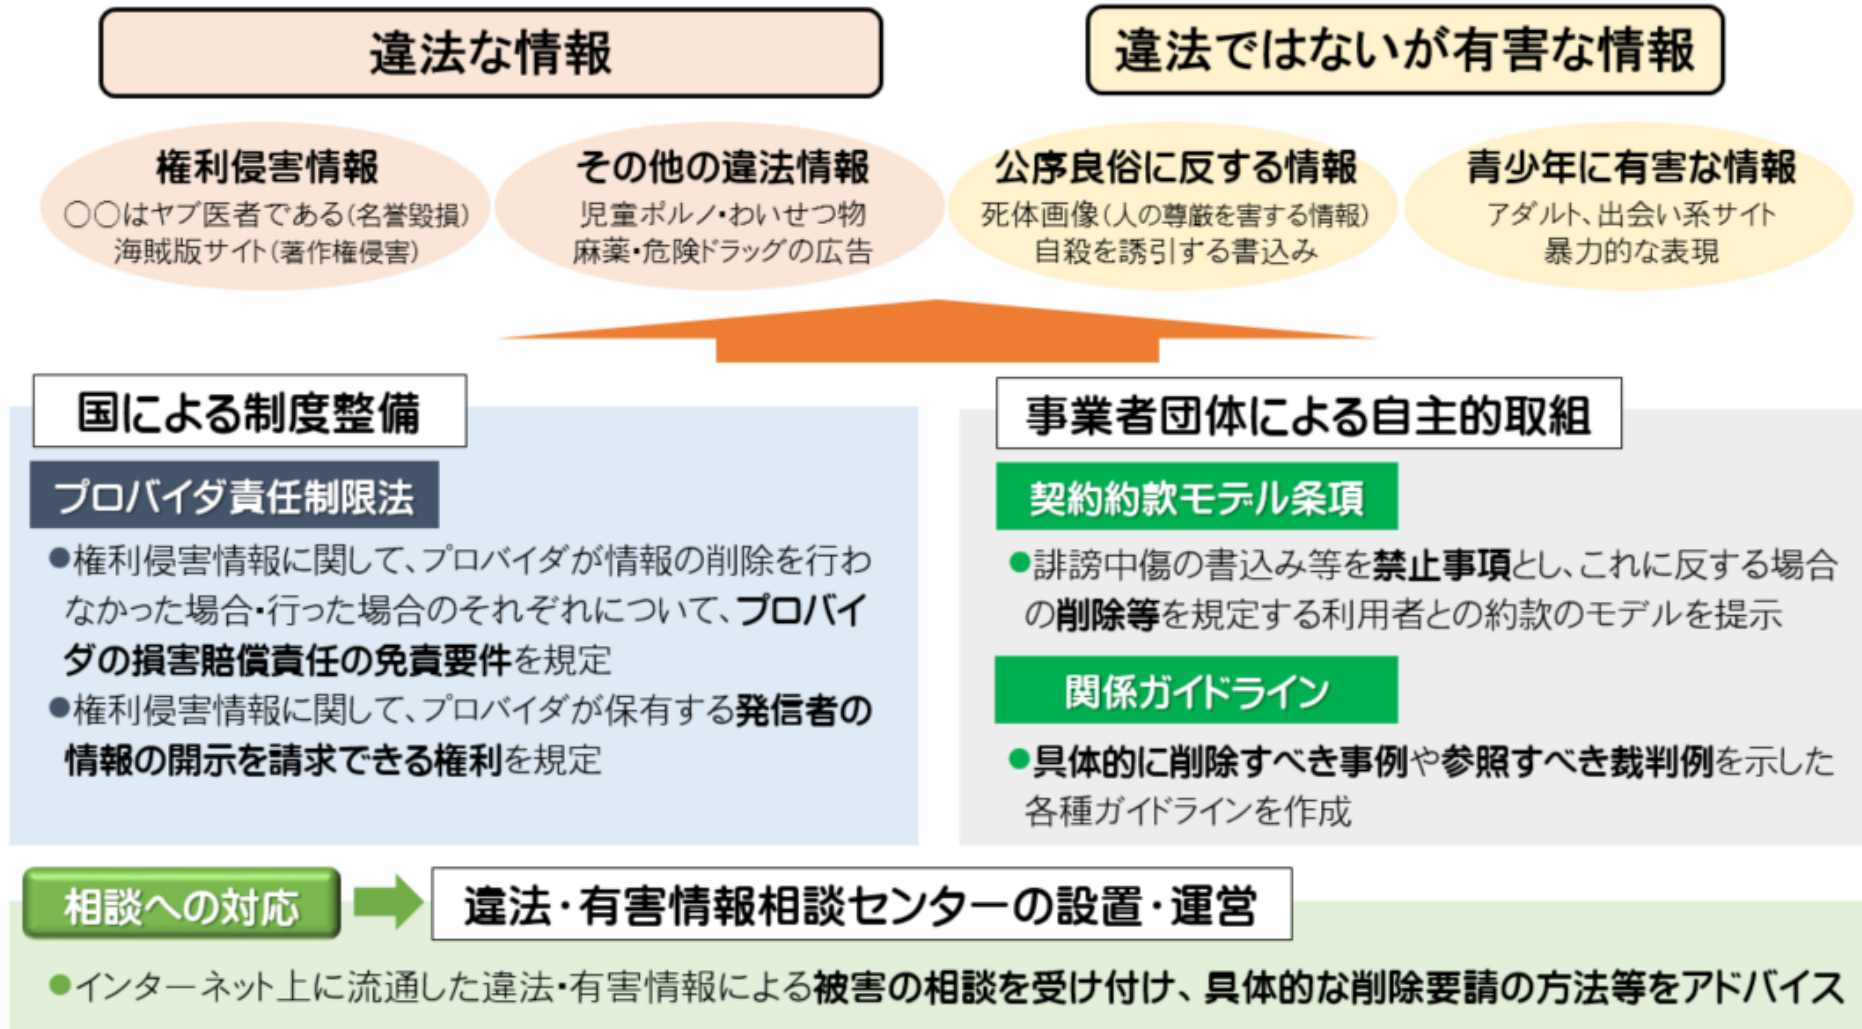 違法な情報
違法ではないが有害な情報
権利侵害情報
○○はヤブ医者である(名誉毀損)
海賊版サイト(著作権侵害)
その他の違法情報
児童ポルノ・わいせつ物
麻薬・危険ドラッグの広告
公序良俗に反する情報
死体画像(人の尊厳を害する情報)
自殺を誘引する書込み
青少年に有害な情報
アダルト、出会い系サイト
暴力的な表現
国による制度整備
プロバイダ責任制限法
●権利侵害情報に関して、プロバイダが情報の削除を行わ
なかった場合・行った場合のそれぞれについて、プロバイ
ダの損害賠償責任の免責要件を規定
●権利侵害情報に関して、プロバイダが保有する発信者の
情報の開示を請求できる権利を規定
事業者団体による自主的取組
契約約款モデル条項
●誹謗中傷の書込み等を禁止事項とし、これに反する場合
の削除等を規定する利用者との約款のモデルを提示
関係ガイドライン
●具体的に削除すべき事例や参照すべき裁判例を示した
各種ガイドラインを作成
相談への対応
違法・有害情報相談センターの設置・運営
●インターネット上に流通した違法・有害情報による被害の相談を受け付け、具体的な削除要請の方法等をアドバイス